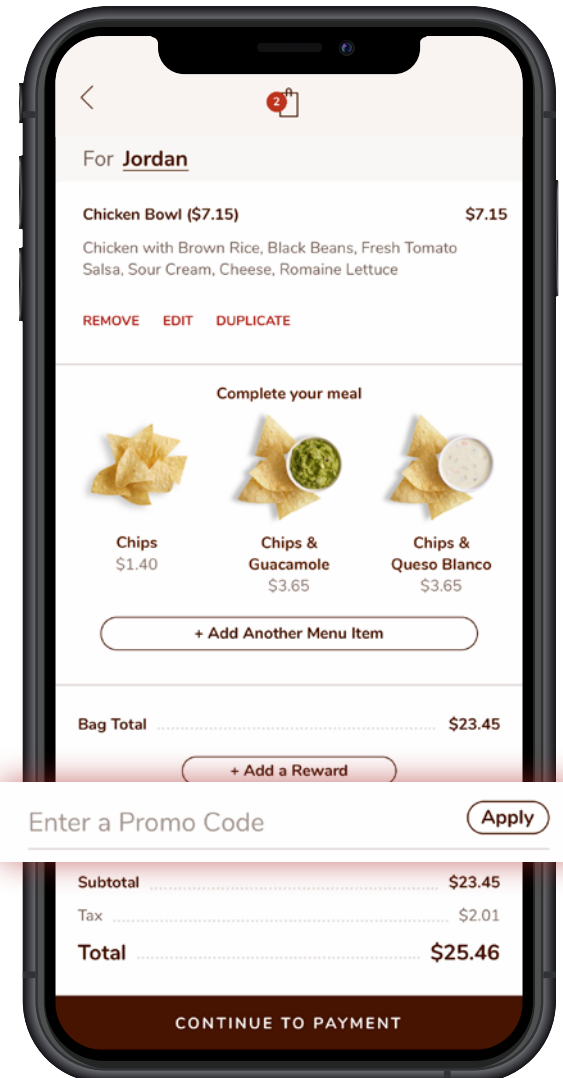 2
For Jordan
Chicken Bowl ($7.15) $7.15
Chicken with Brown Rice, Black Beans, Fresh Tomato
Salsa, Sour Cream, Cheese, Romaine Lettuce
REMOVE EDIT DUPLICATE
Complete your meal
Chips
$1.40
Chips &
Guacamole
$3.65
Chips &
Queso Blanco
$3.65
+ Add Another Menu Item
Bag Total $23.45
+ Add a Reward
Enter a Promo Code Apply
Subtotal $23.45
Tax $2.01
Total $25.46
CONTINUE TO PAYMENT